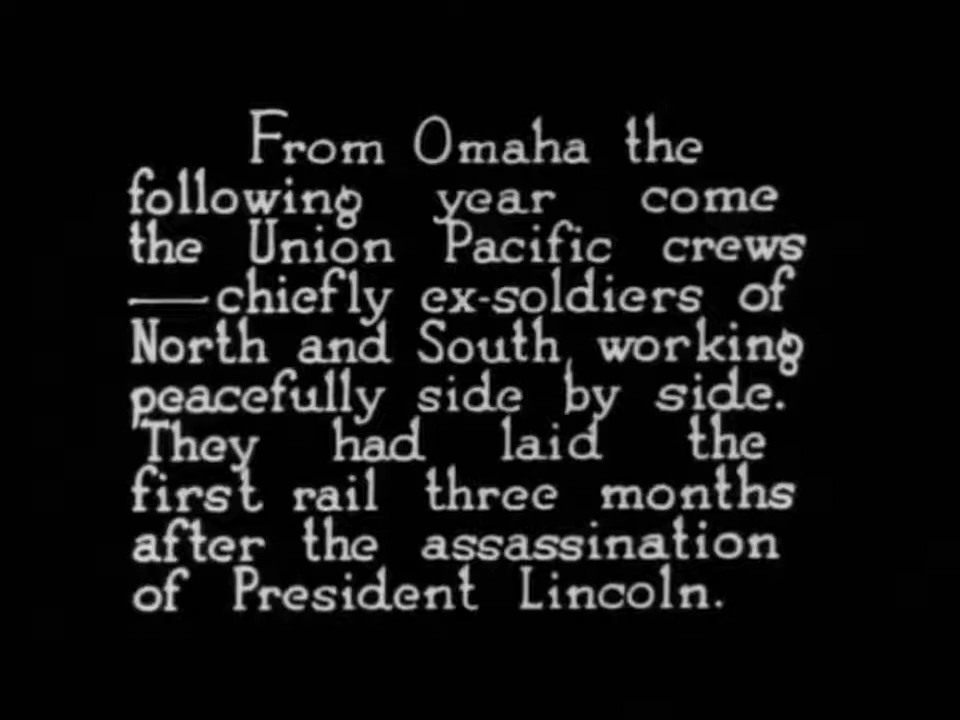 From Omaha the
following year come
the Union Pacific crews
—chiefly ex-soldiers of
North and South, working
peacefully side by side.
They had laid the
first rail three months
after the assassination
of President Lincoln.